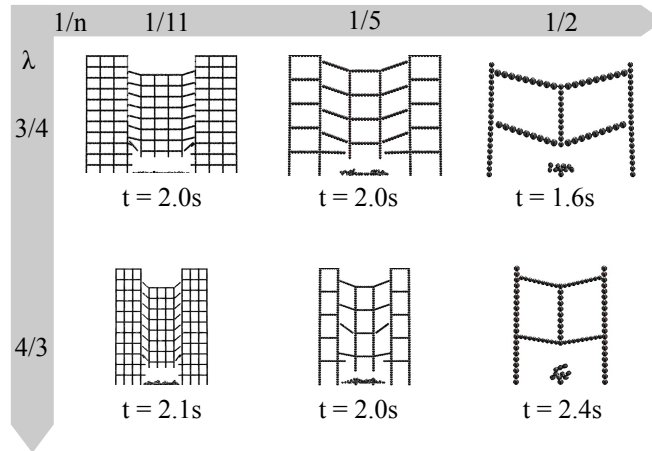 1/n 1/11 1/5 1/2
λ
3/4
t = 2.0s t = 2.0s t = 1.6s
4/3
t = 2.1s t = 2.0s t = 2.4s